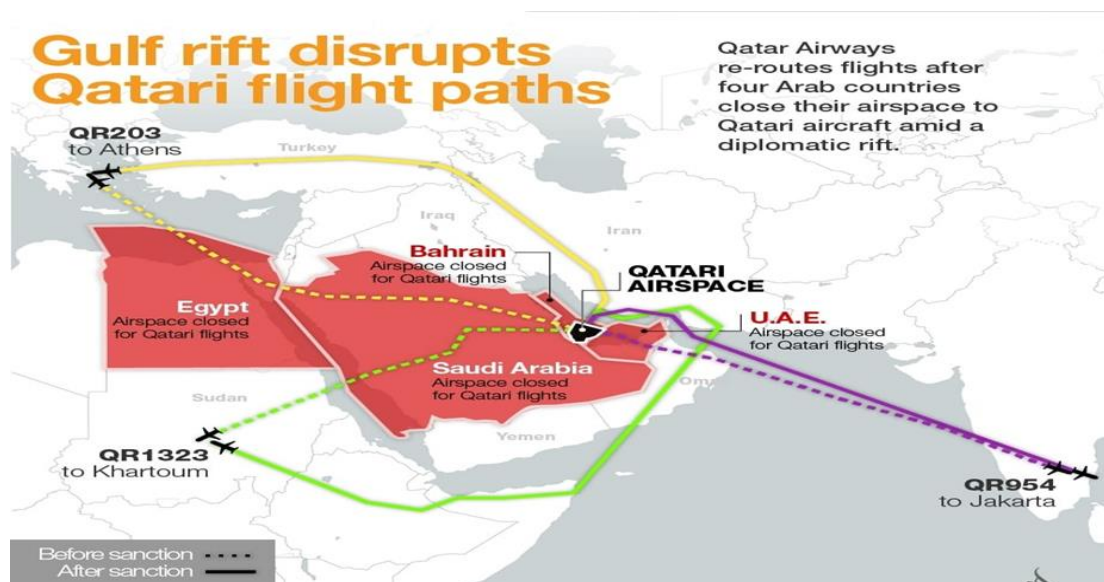 Gulf rift disrupts
Qatari flight paths
Qatar Airways
re-routes flights after
four Arab countries
close their airspace to
Qatari aircraft amid a
diplomatic rift.
QR203
to Athens
Turkey
Iraq
Iran
Bahrain
Airspace closed
for Qatari flights
QATARI
AIRSPACE
Egypt
Airspace closed
for Qatari flights
U.A.E.
Airspace closed
for Qatari flights
Saudi Arabia
Airspace closed
for Qatari flights
Sudan
Yemen
QR1323
to Khartoum
QR954
to Jakarta
Before sanction
After sanction